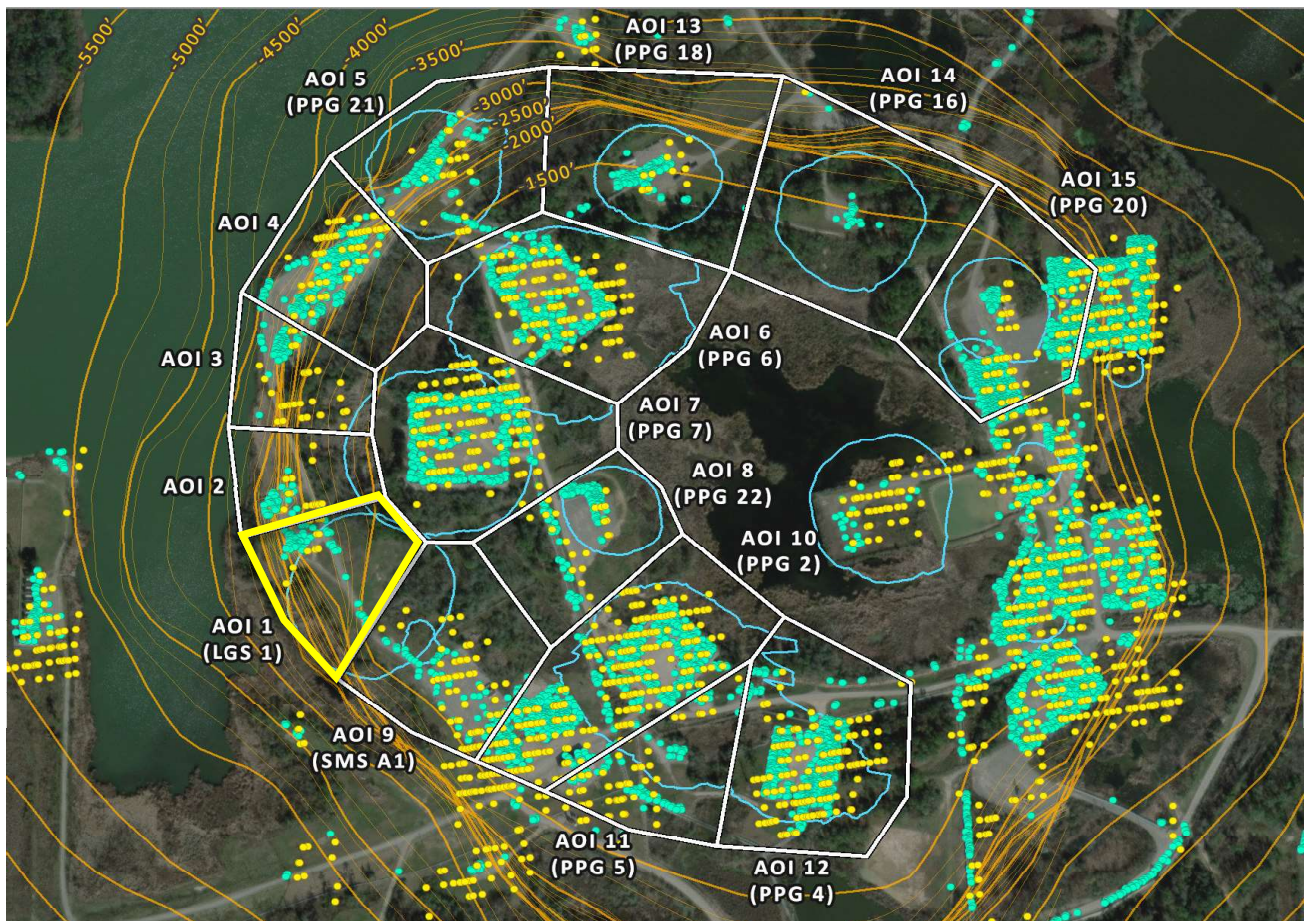 -5500'
-5000'
-4500'
-4000'
-3500'
-3000'
-2500'
-2000'
-1500'
AOI 13
(PPG 18)
AOI 14
(PPG 16)
AOI 5
(PPG 21)
AOI 15
(PPG 20)
AOI 4
AOI 3
AOI 6
(PPG 6)
AOI 7
(PPG 7)
AOI 8
(PPG 22)
AOI 2
AOI 10
(PPG 2)
AOI 1
(LGS 1)
AOI 9
(SMS A1)
AOI 11
(PPG 5)
AOI 12
(PPG 4)